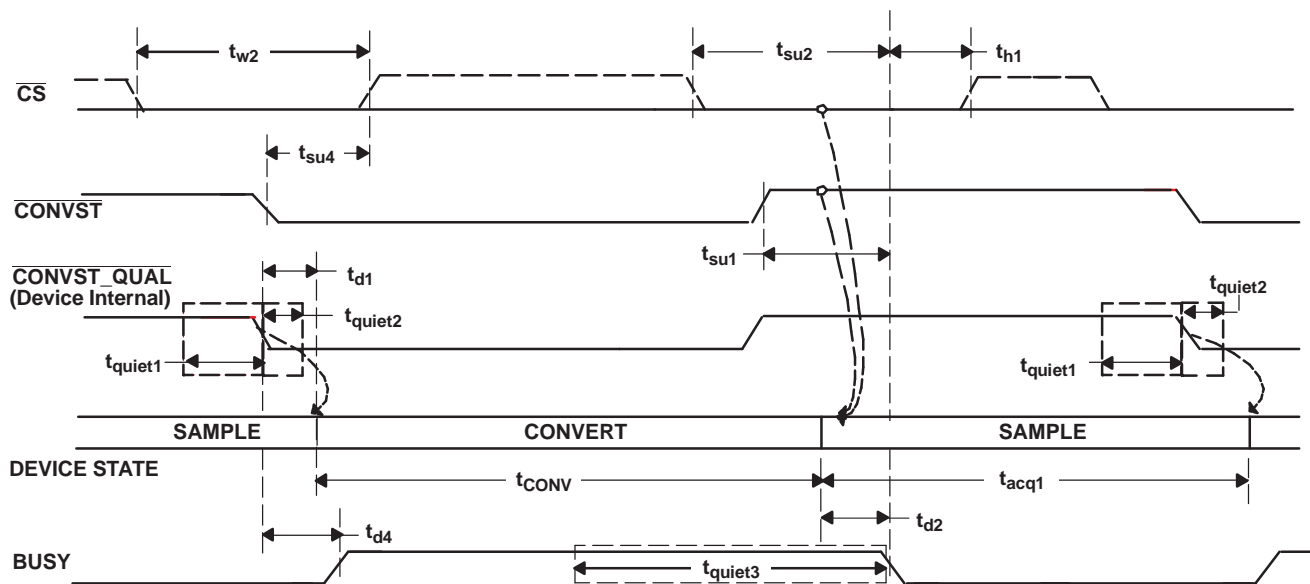 tw2
tsu2
th1
CS
tsu4
CONVST
CONVST_QUAL
(Device Internal)
td1
tsu1
tquiet2
tquiet2
tquiet1
tquiet1
SAMPLE
CONVERT
SAMPLE
DEVICE STATE
tCONV
tacq1
td4
td2
BUSY
tquiet3